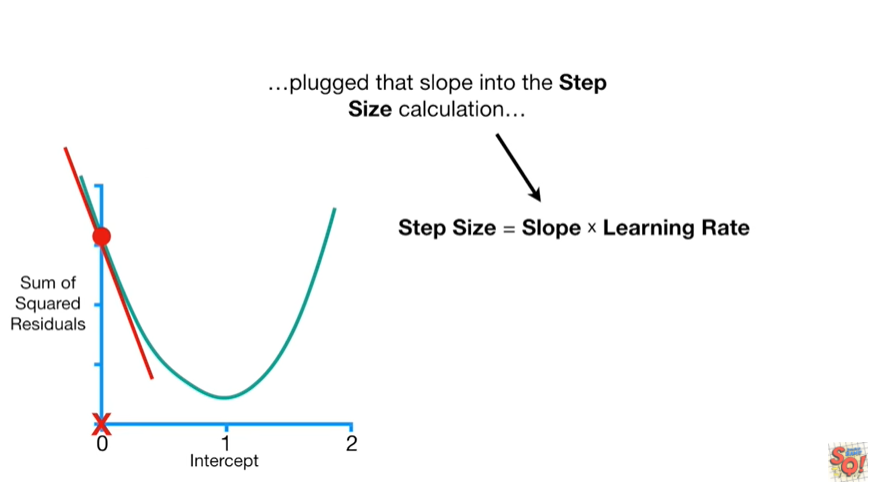 …plugged that slope into the Step
Size calculation…
Step Size = Slope × Learning Rate
Sum of
Squared
Residuals
0
1
2
Intercept
SO!